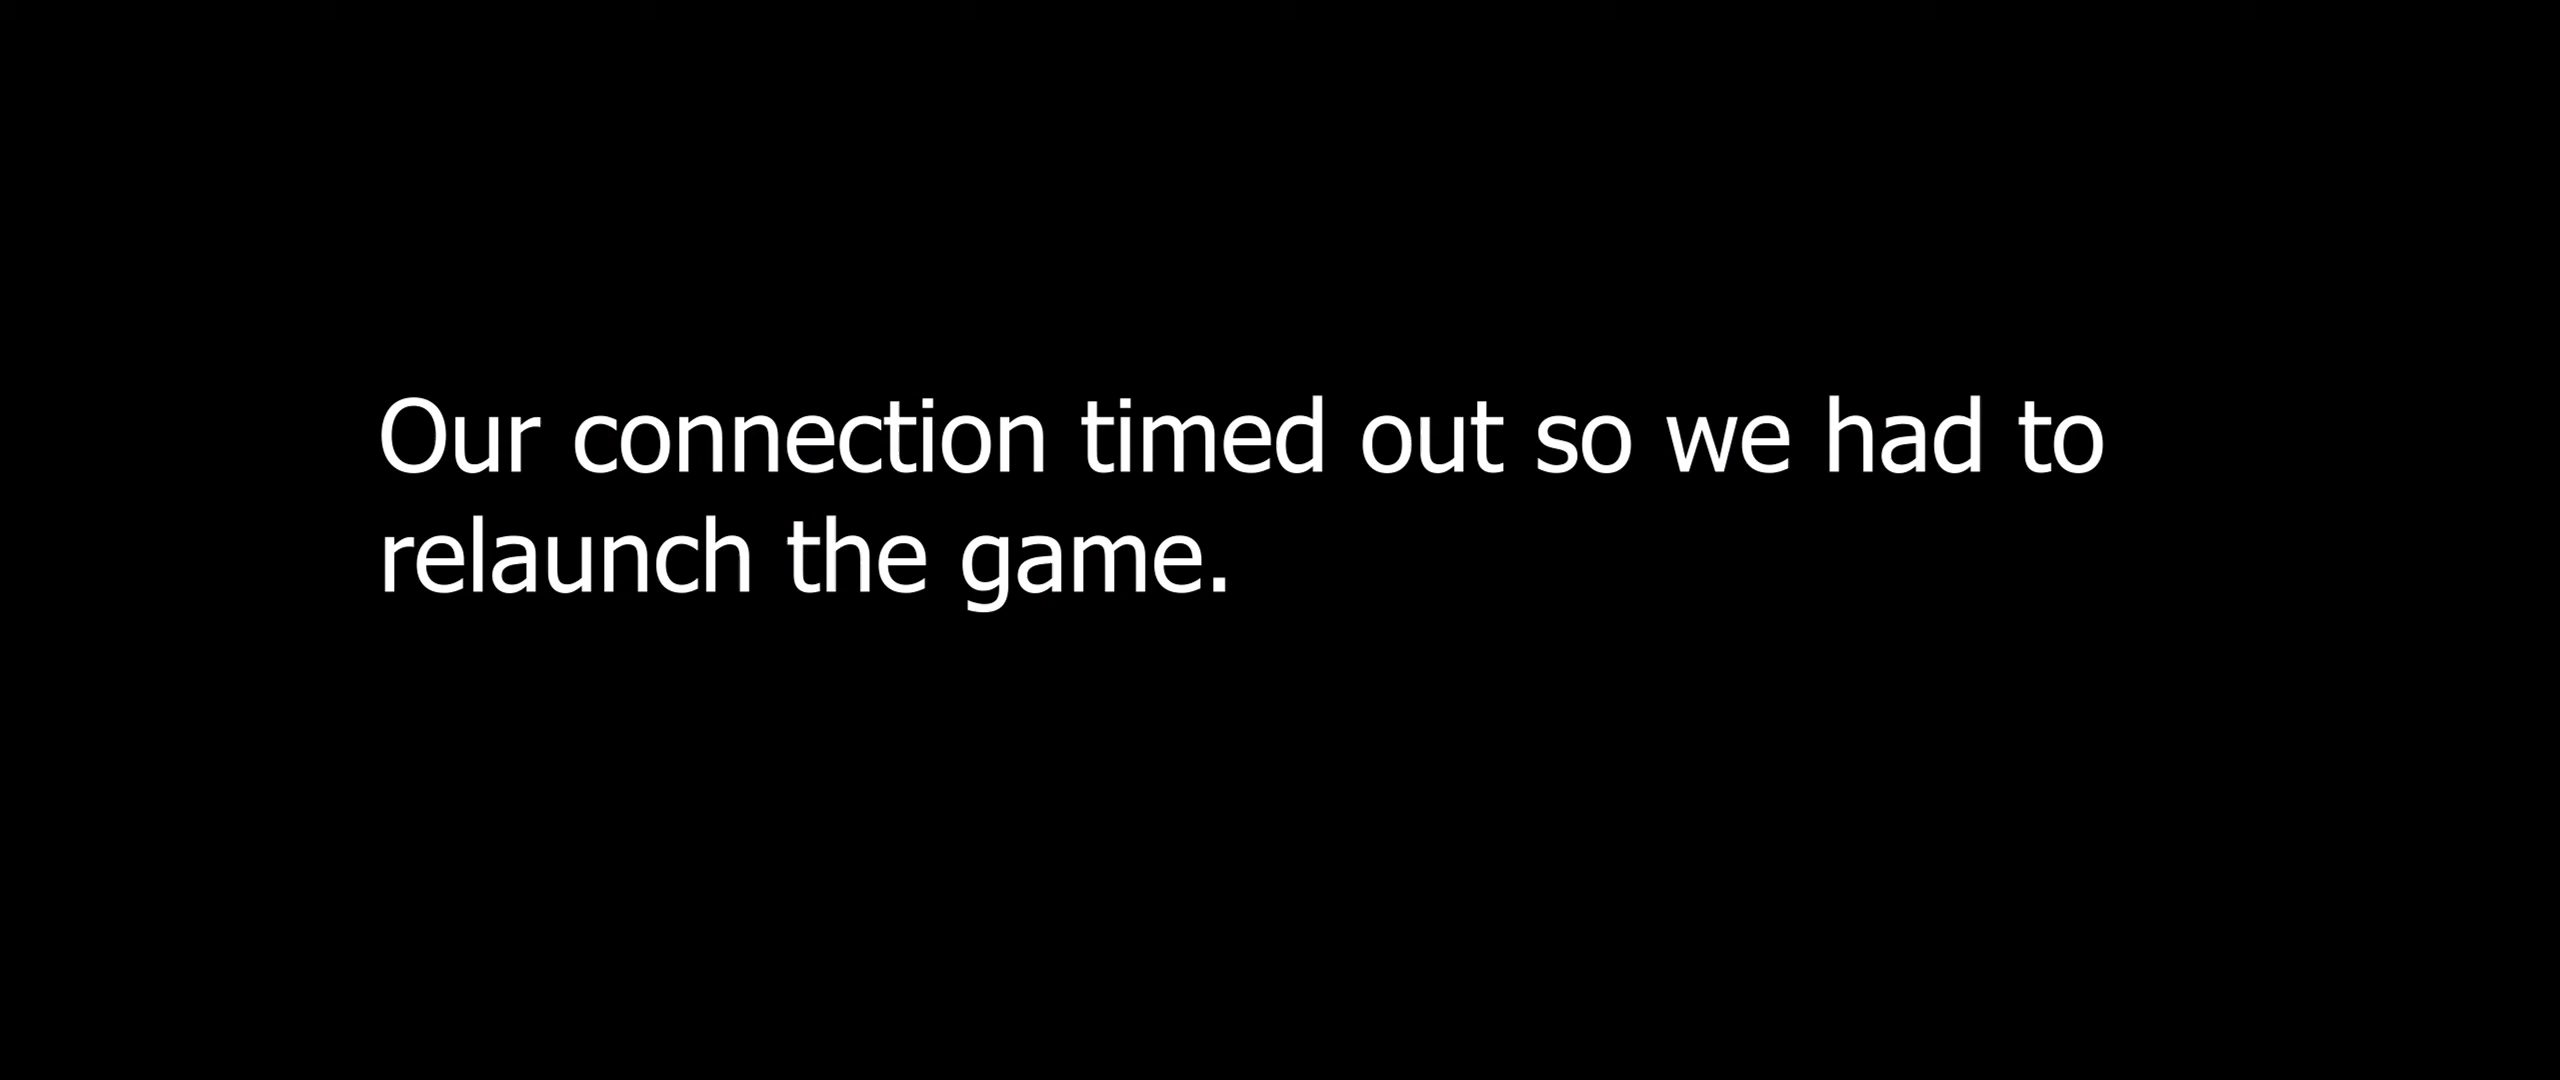 Our connection timed out so we had to
relaunch the game.